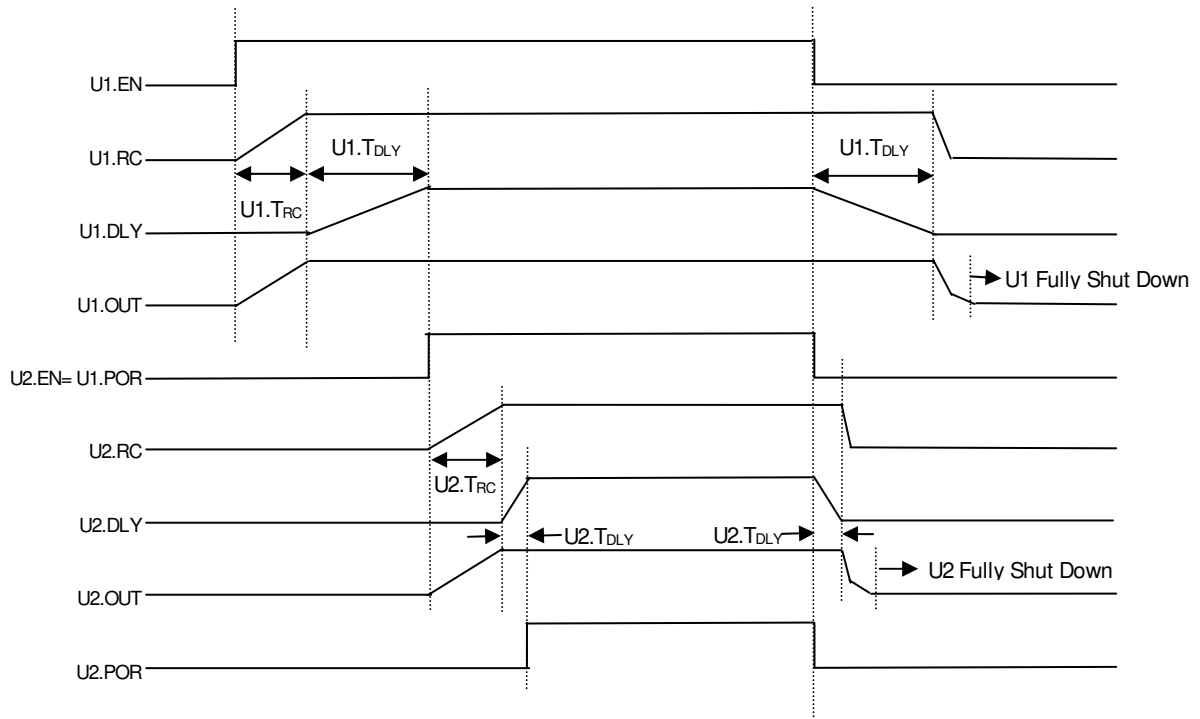 U1.EN
U1.RC
U1.TDLY
U1.TDLY
U1.TRC
U1.DLY
U1.OUT
U1 Fully Shut Down
U2.EN= U1.POR
U2.RC
U2.TRC
U2.DLY
U2.TDLY
U2.TDLY
U2.OUT
U2 Fully Shut Down
U2.POR